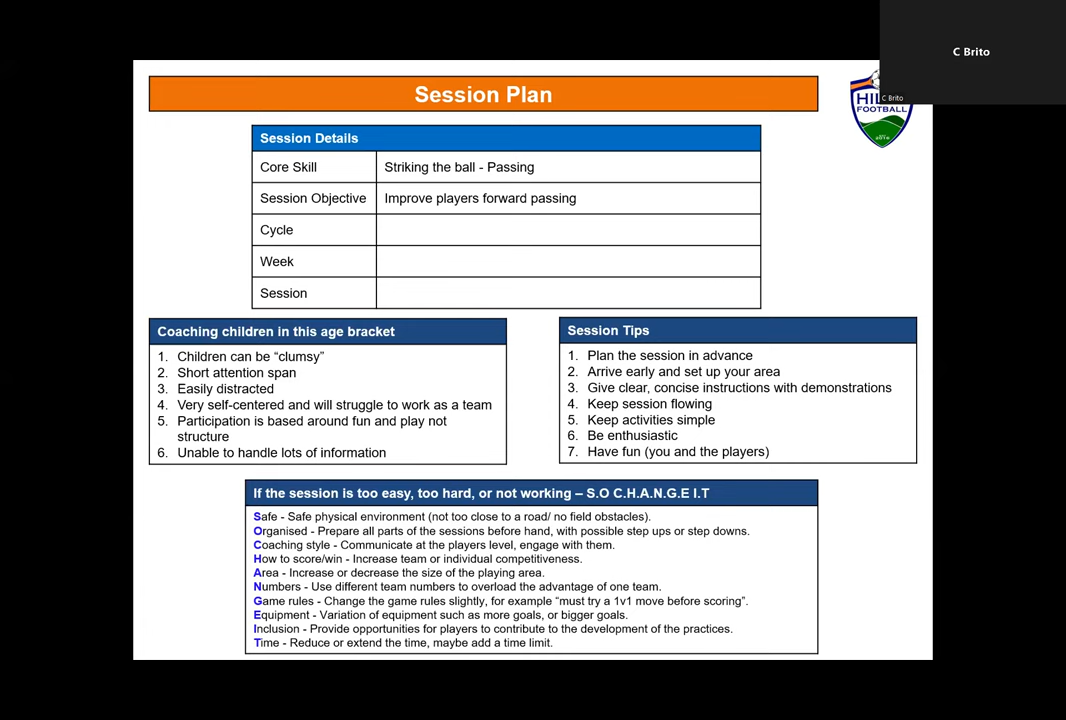 C Brito
Session Plan
C Brito
FOOTBALL
2016
Session Details
Core Skill Striking the ball - Passing
Session Objective Improve players forward passing
Cycle
Week
Session
Coaching children in this age bracket
1. Children can be “clumsy”
2. Short attention span
3. Easily distracted
4. Very self-centered and will struggle to work as a team
5. Participation is based around fun and play not
structure
6. Unable to handle lots of information
Session Tips
1. Plan the session in advance
2. Arrive early and set up your area
3. Give clear, concise instructions with demonstrations
4. Keep session flowing
5. Keep activities simple
6. Be enthusiastic
7. Have fun (you and the players)
If the session is too easy, too hard, or not working – S.O C.H.A.N.G.E I.T
Safe - Safe physical environment (not too close to a road/ no field obstacles).
Organised - Prepare all parts of the sessions before hand, with possible step ups or step downs.
Coaching style - Communicate at the players level, engage with them.
How to score/win - Increase team or individual competitiveness.
Area - Increase or decrease the size of the playing area.
Numbers - Use different team numbers to overload the advantage of one team.
Game rules - Change the game rules slightly, for example “must try a 1v1 move before scoring”.
Equipment - Variation of equipment such as more goals, or bigger goals.
Inclusion - Provide opportunities for players to contribute to the development of the practices.
Time - Reduce or extend the time, maybe add a time limit.